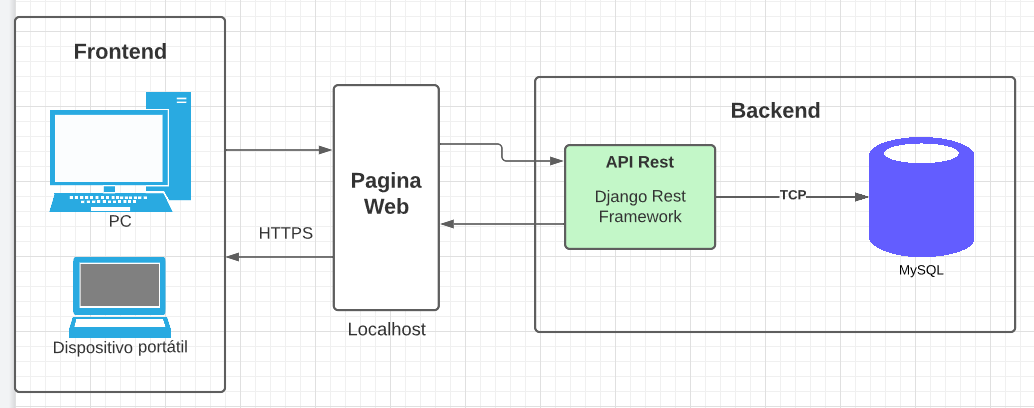 Frontend
PC
Dispositivo portátil
HTTPS
Pagina
Web
Localhost
Backend
API Rest
Django Rest
Framework
TCP
MySQL